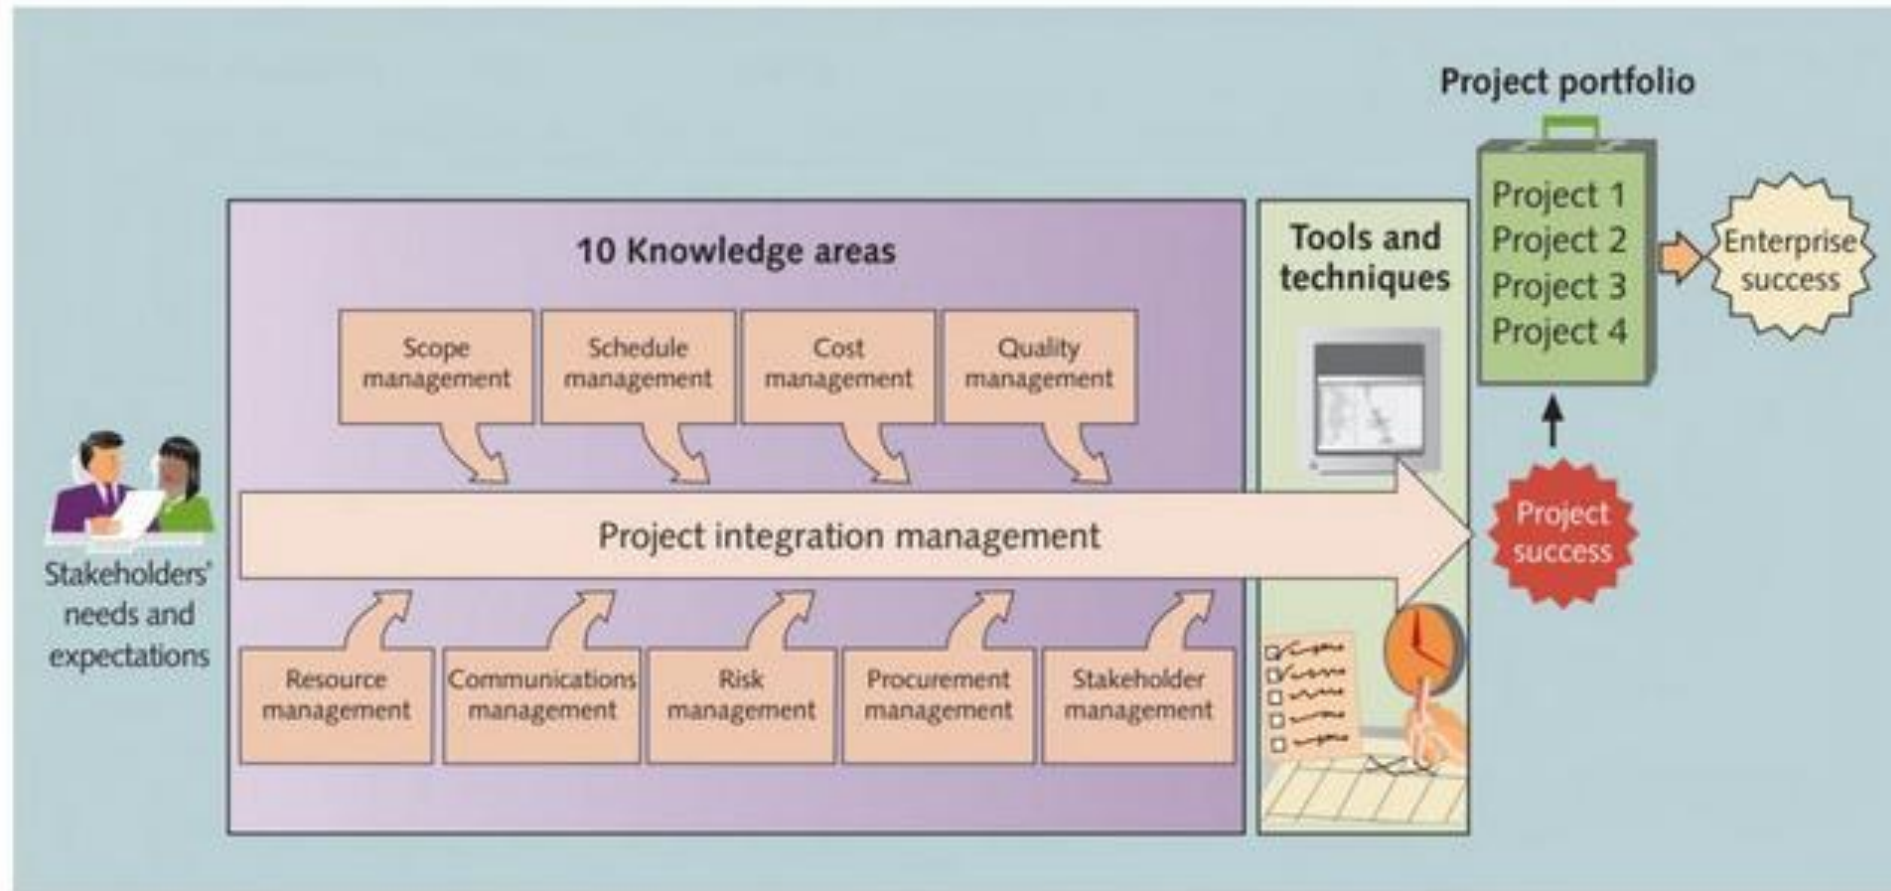 Project portfolio
Project 1
Project 2
Project 3
Project 4
Enterprise
success
10 Knowledge areas
Tools and
techniques
Scope
management
Schedule
management
Cost
management
Quality
management
Project integration management
Project
success
Stakeholders'
needs and
expectations
Resource
management
Communications
management
Risk
management
Procurement
management
Stakeholder
management